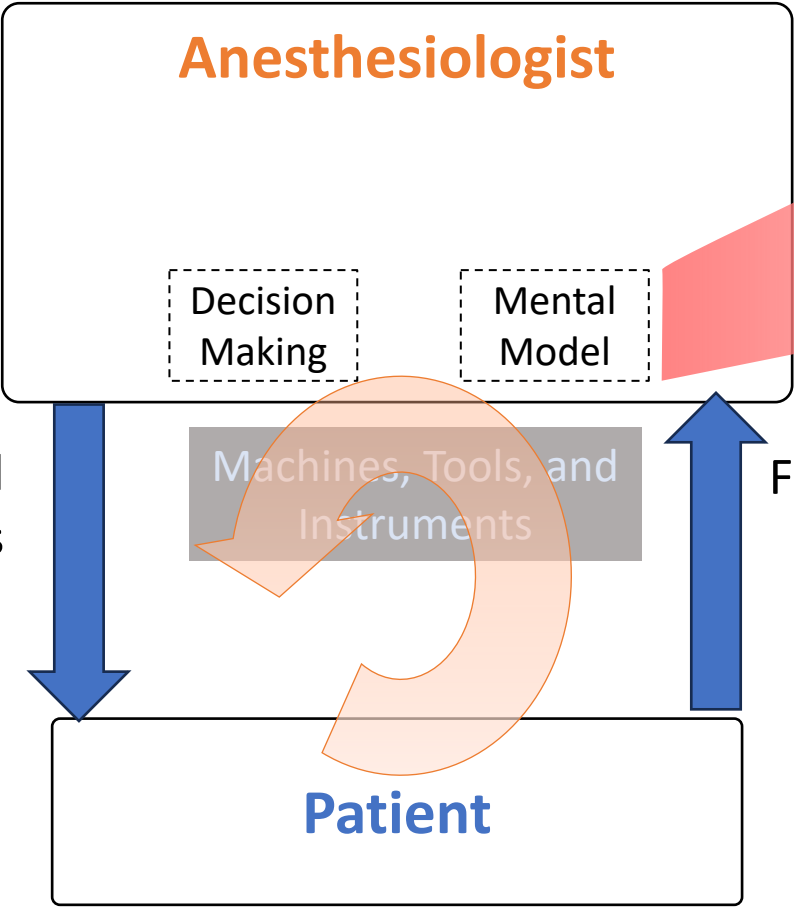 Anesthesiologist
Decision
Making
Mental
Model
Machines, Tools, and
Instruments
F
Patient